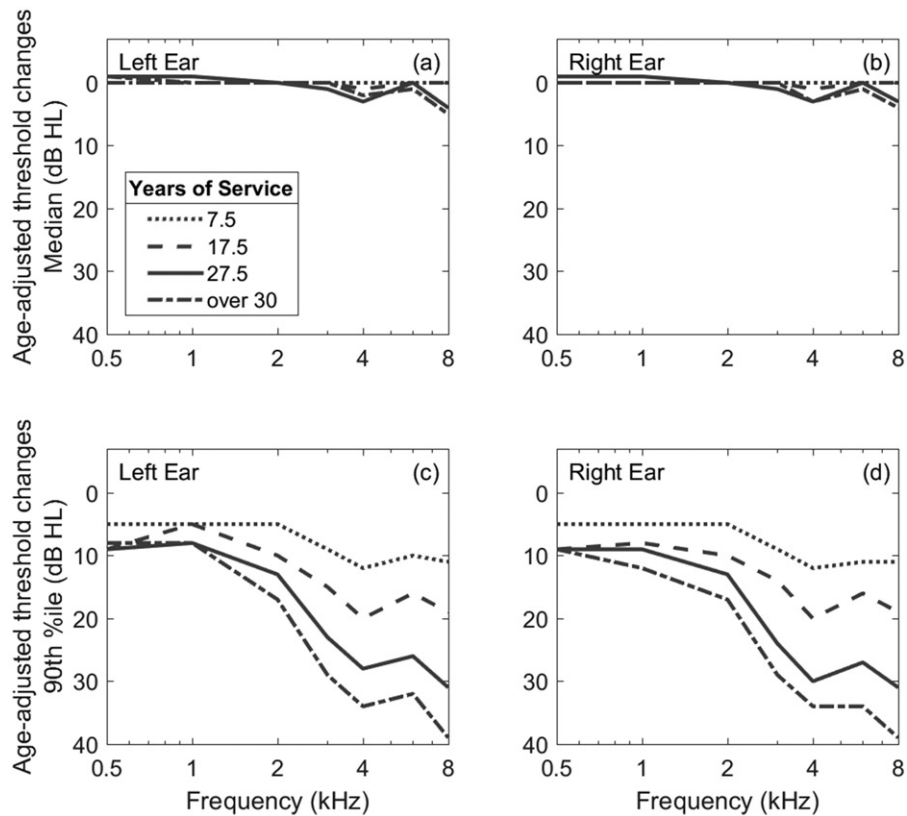 Left Ear (a)
Right Ear (b)
Age-adjusted threshold changes
Median (dB HL)
0
10
20
30
40
Years of Service
7.5
17.5
27.5
over 30
0.5 1 2 4 8
0
10
20
30
40
0.5 1 2 4 8
Left Ear (c)
Right Ear (d)
Age-adjusted threshold changes
90th %ile (dB HL)
0
10
20
30
40
0.5 1 2 4 8
Frequency (kHz)
0
10
20
30
40
0.5 1 2 4 8
Frequency (kHz)